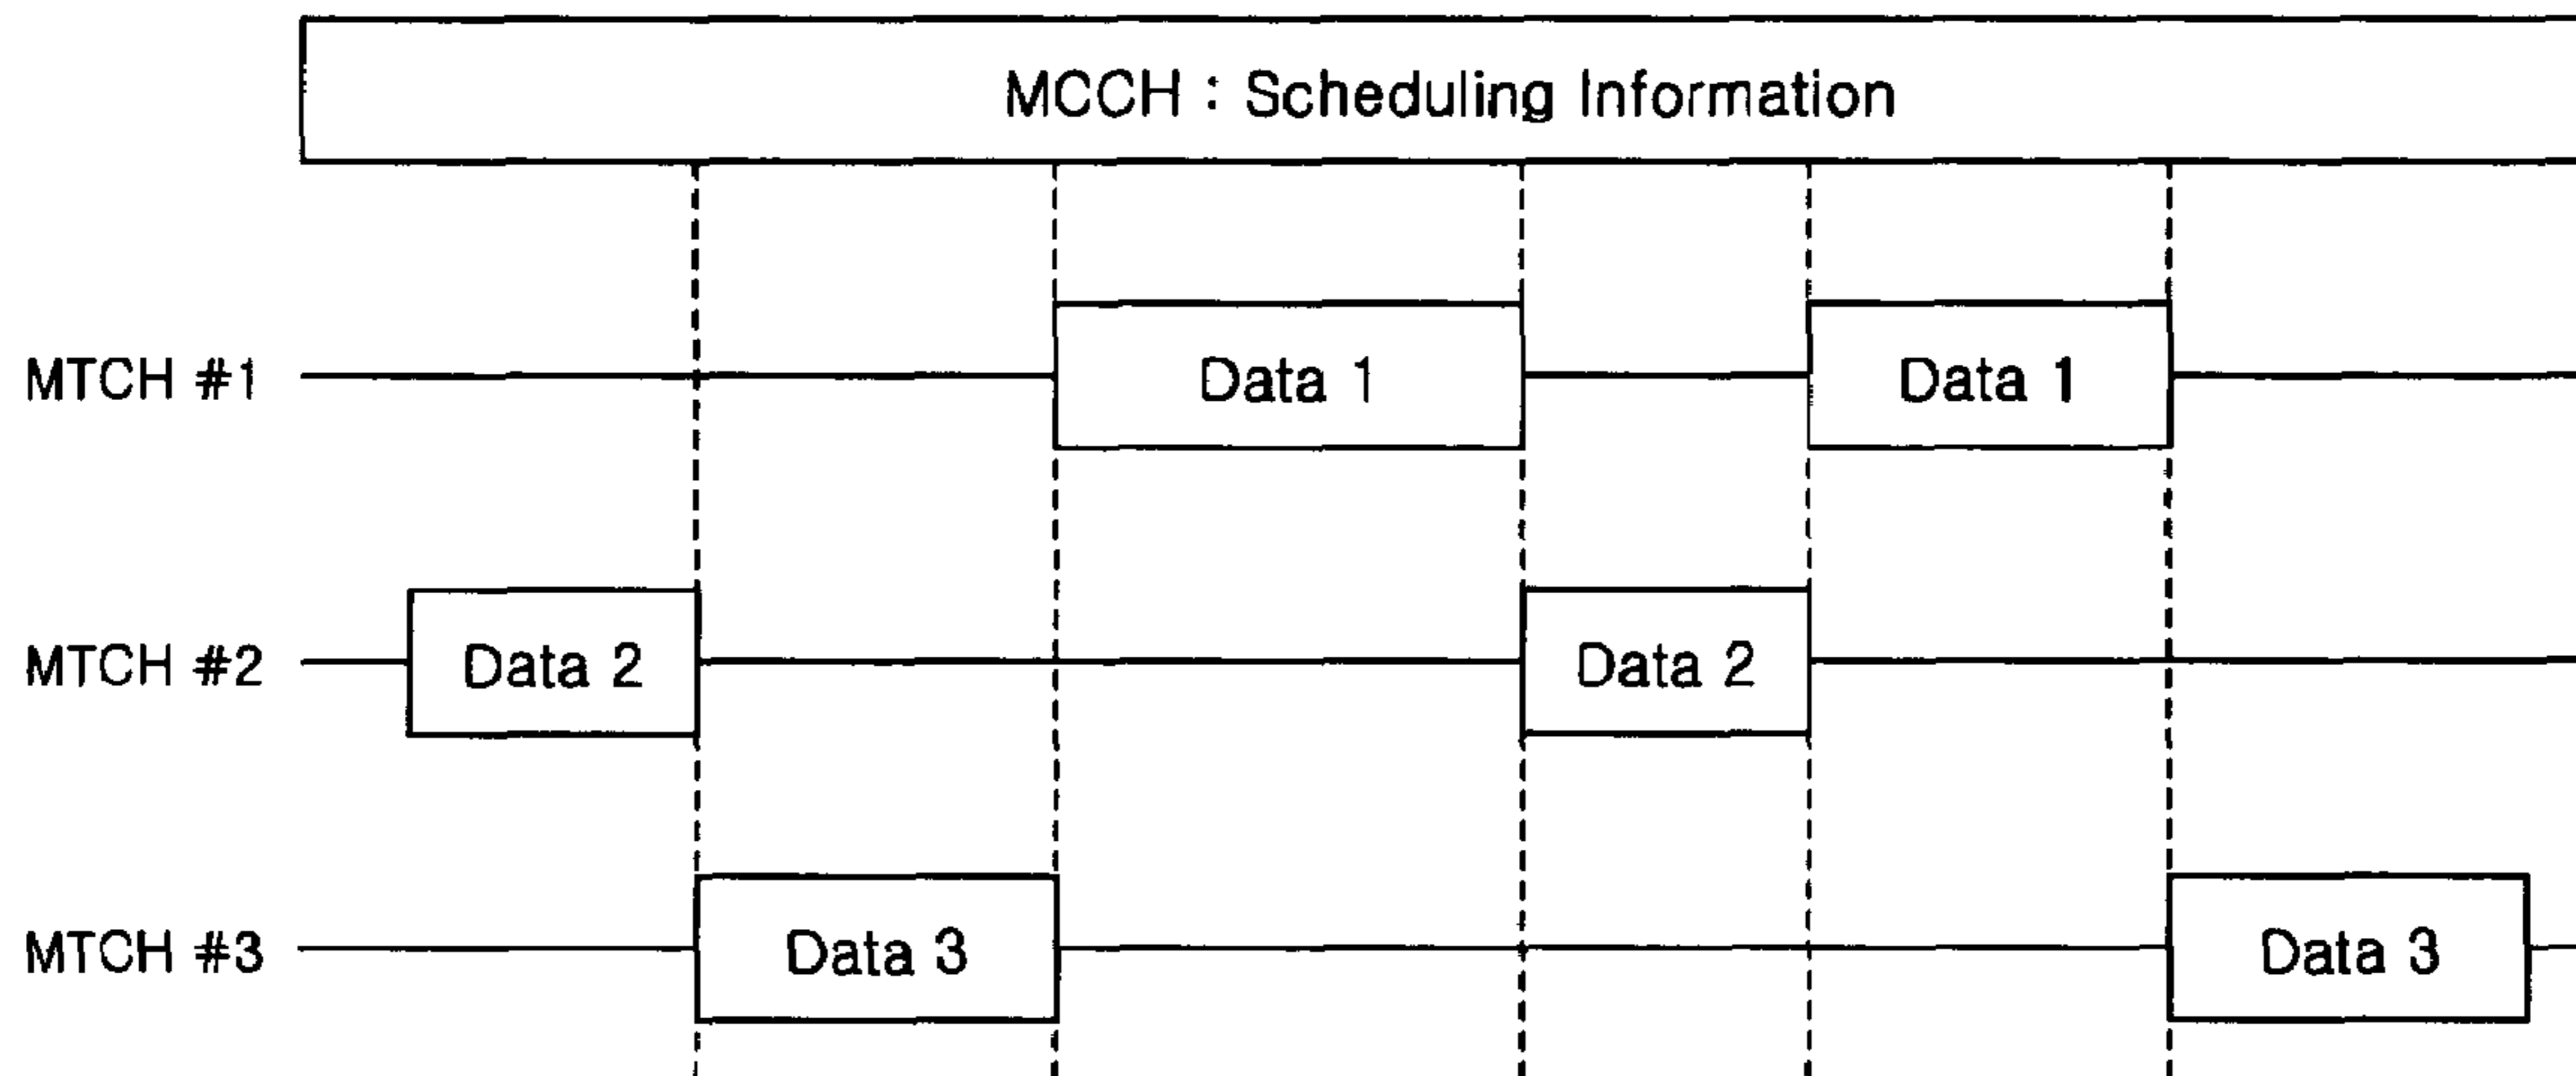 MCCH : Scheduling Information
MTCH #1 Data 1 Data 1
MTCH #2 Data 2 Data 2
MTCH #3 Data 3 Data 3